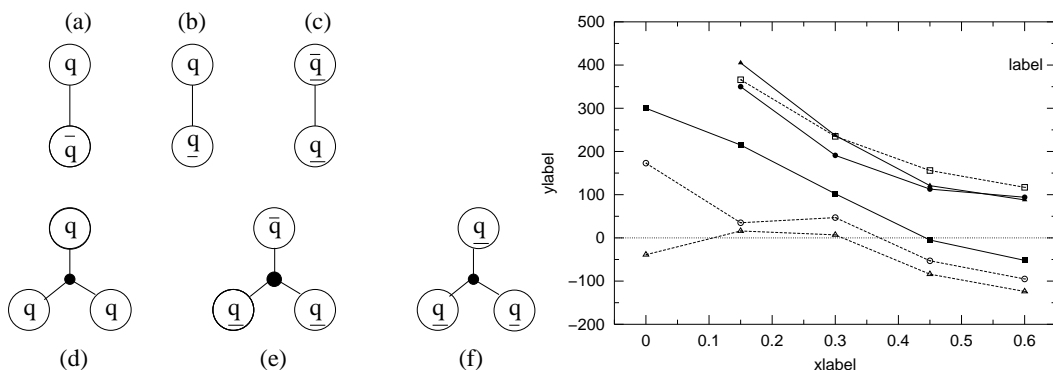 (a) (b) (c)
q q q̲̅
q̅ q̲ q̲
q q̅ q̲
q q q̲ q̲ q̲ q̲
(d) (e) (f)
500
400
300
200
100
0
−100
−200
ylabel
label
0 0.1 0.2 0.3 0.4 0.5 0.6
xlabel